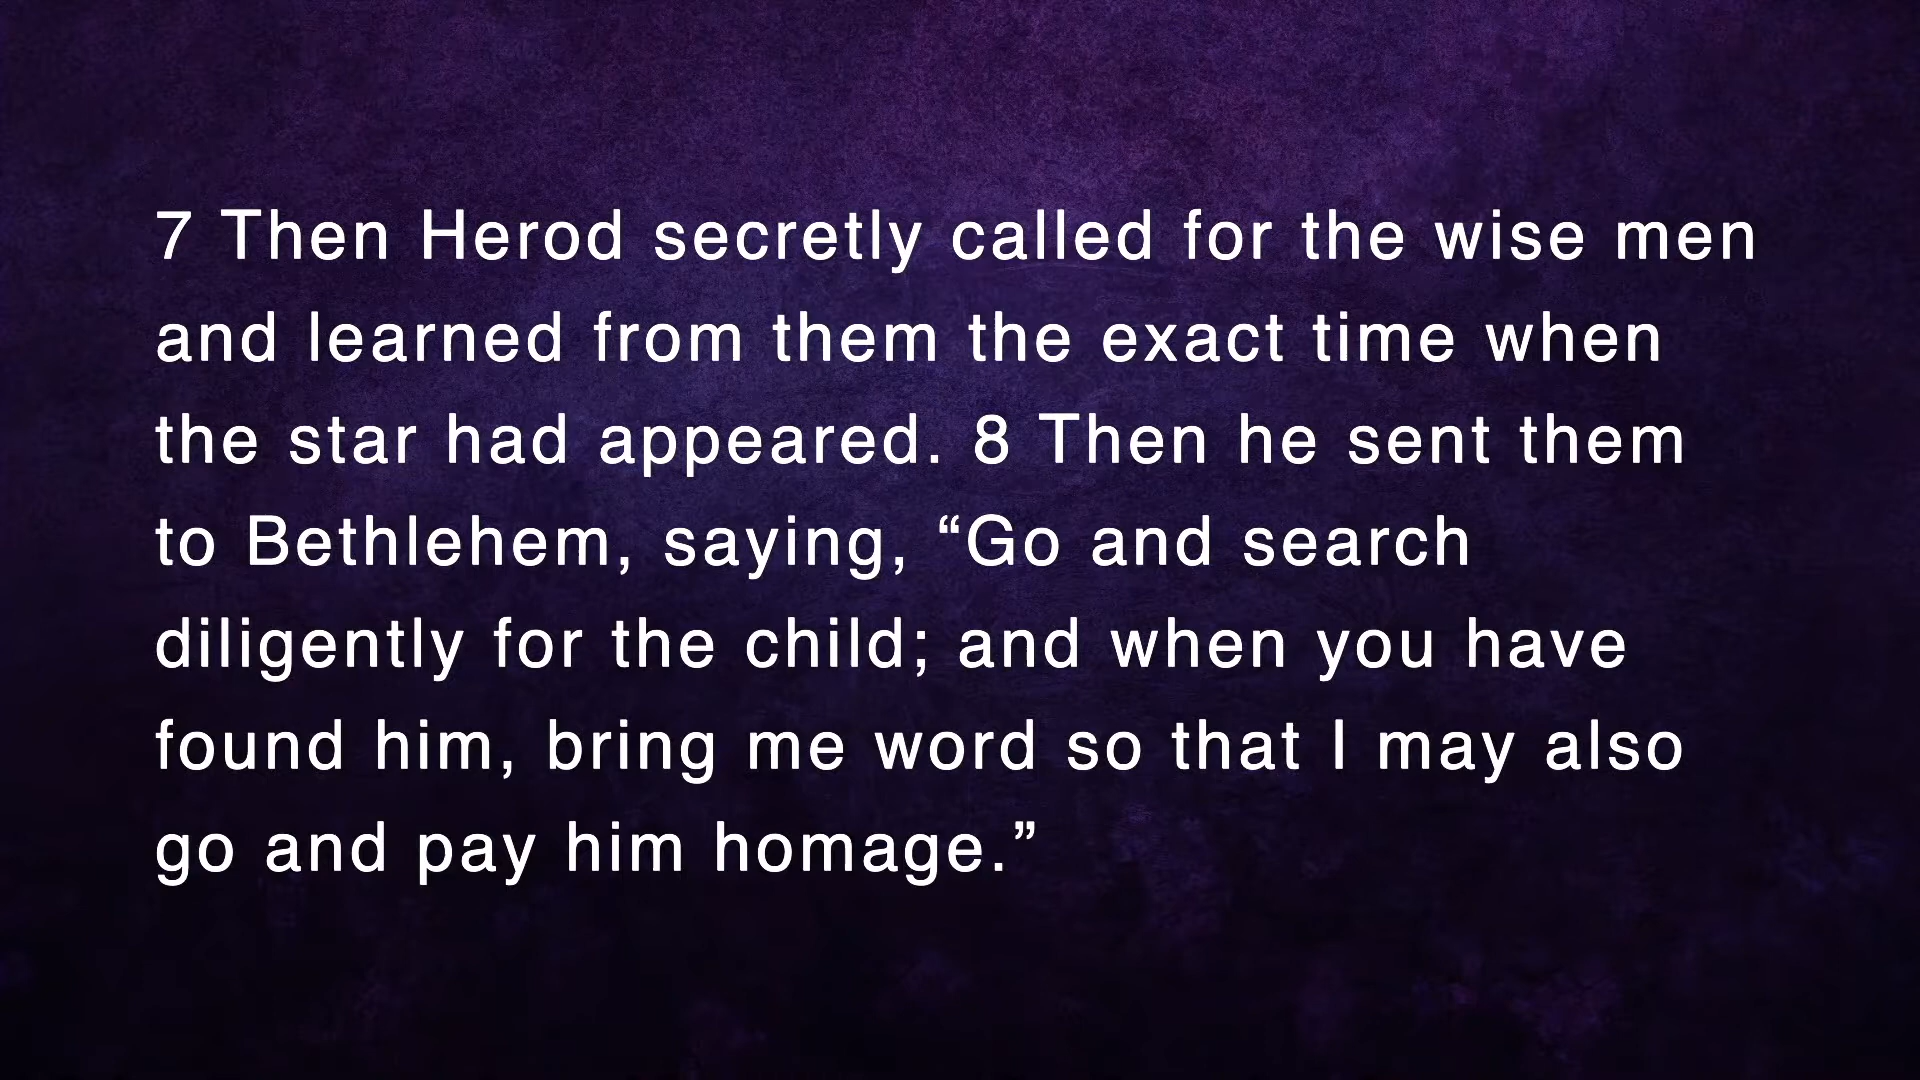 7 Then Herod secretly called for the wise men
and learned from them the exact time when
the star had appeared. 8 Then he sent them
to Bethlehem, saying, “Go and search
diligently for the child; and when you have
found him, bring me word so that I may also
go and pay him homage.”